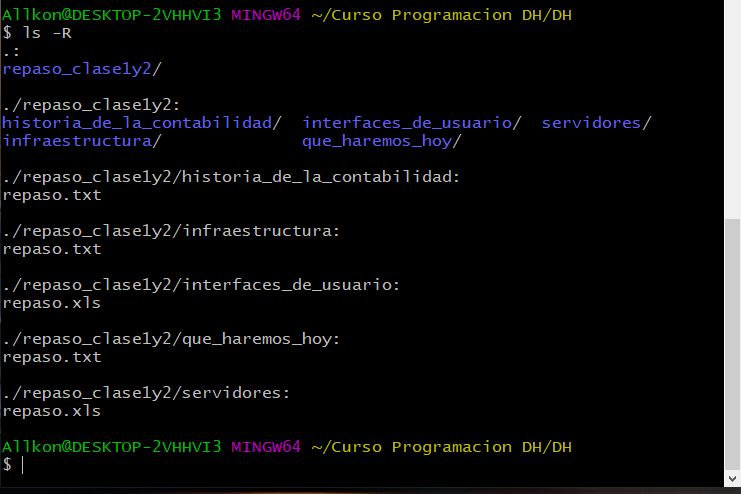 Allkon@DESKTOP-2VHHVI3 MINGW64 ~/Curso Programacion DH/DH
$ ls -R
.:
repaso_clase1y2/
./repaso_clase1y2:
historia_de_la_contabilidad/  interfaces_de_usuario/  servidores/
infraestructura/              que_haremos_hoy/
./repaso_clase1y2/historia_de_la_contabilidad:
repaso.txt
./repaso_clase1y2/infraestructura:
repaso.txt
./repaso_clase1y2/interfaces_de_usuario:
repaso.xls
./repaso_clase1y2/que_haremos_hoy:
repaso.txt
./repaso_clase1y2/servidores:
repaso.xls
Allkon@DESKTOP-2VHHVI3 MINGW64 ~/Curso Programacion DH/DH
$